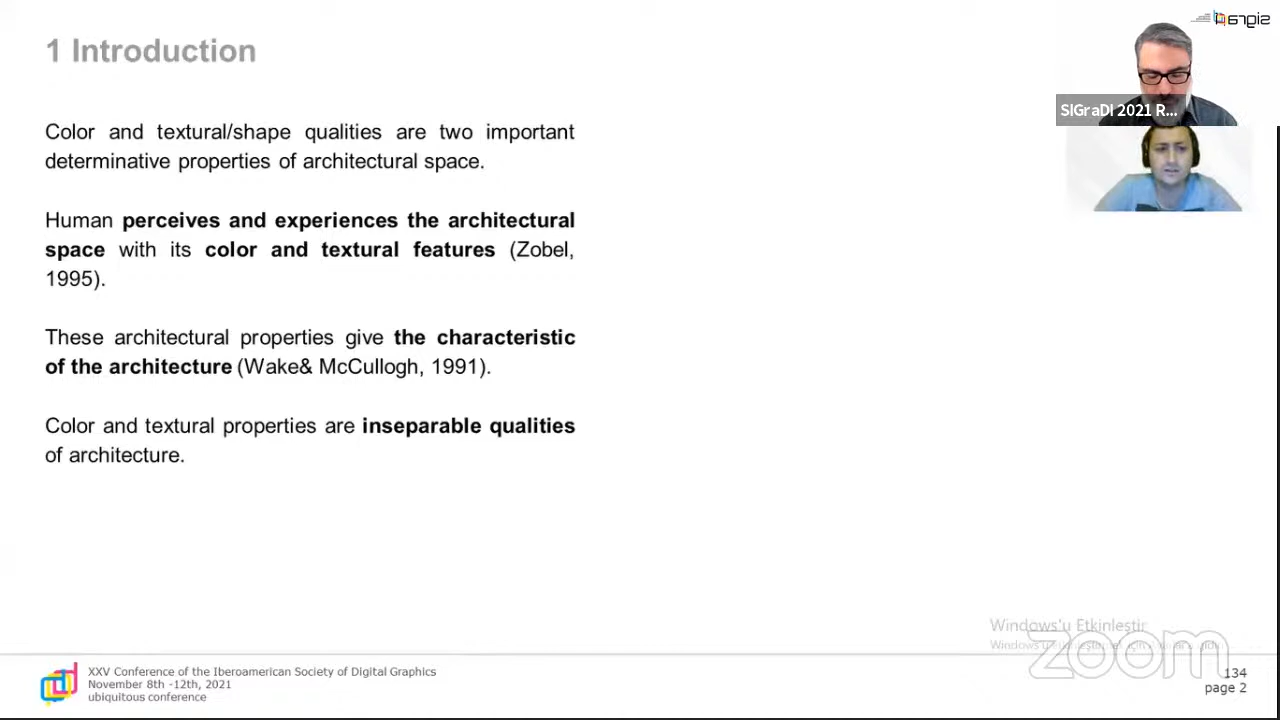 1 Introduction
Color and textural/shape qualities are two important
determinative properties of architectural space.
Human perceives and experiences the architectural
space with its color and textural features (Zobel,
1995).
These architectural properties give the characteristic
of the architecture (Wake& McCullogh, 1991).
Color and textural properties are inseparable qualities
of architecture.
SIGraDI 2021 R...
Windows'u Etkinleştir
zoom
XXV Conference of the Iberoamerican Society of Digital Graphics
November 8th -12th, 2021
ubiquitous conference
134
page 2